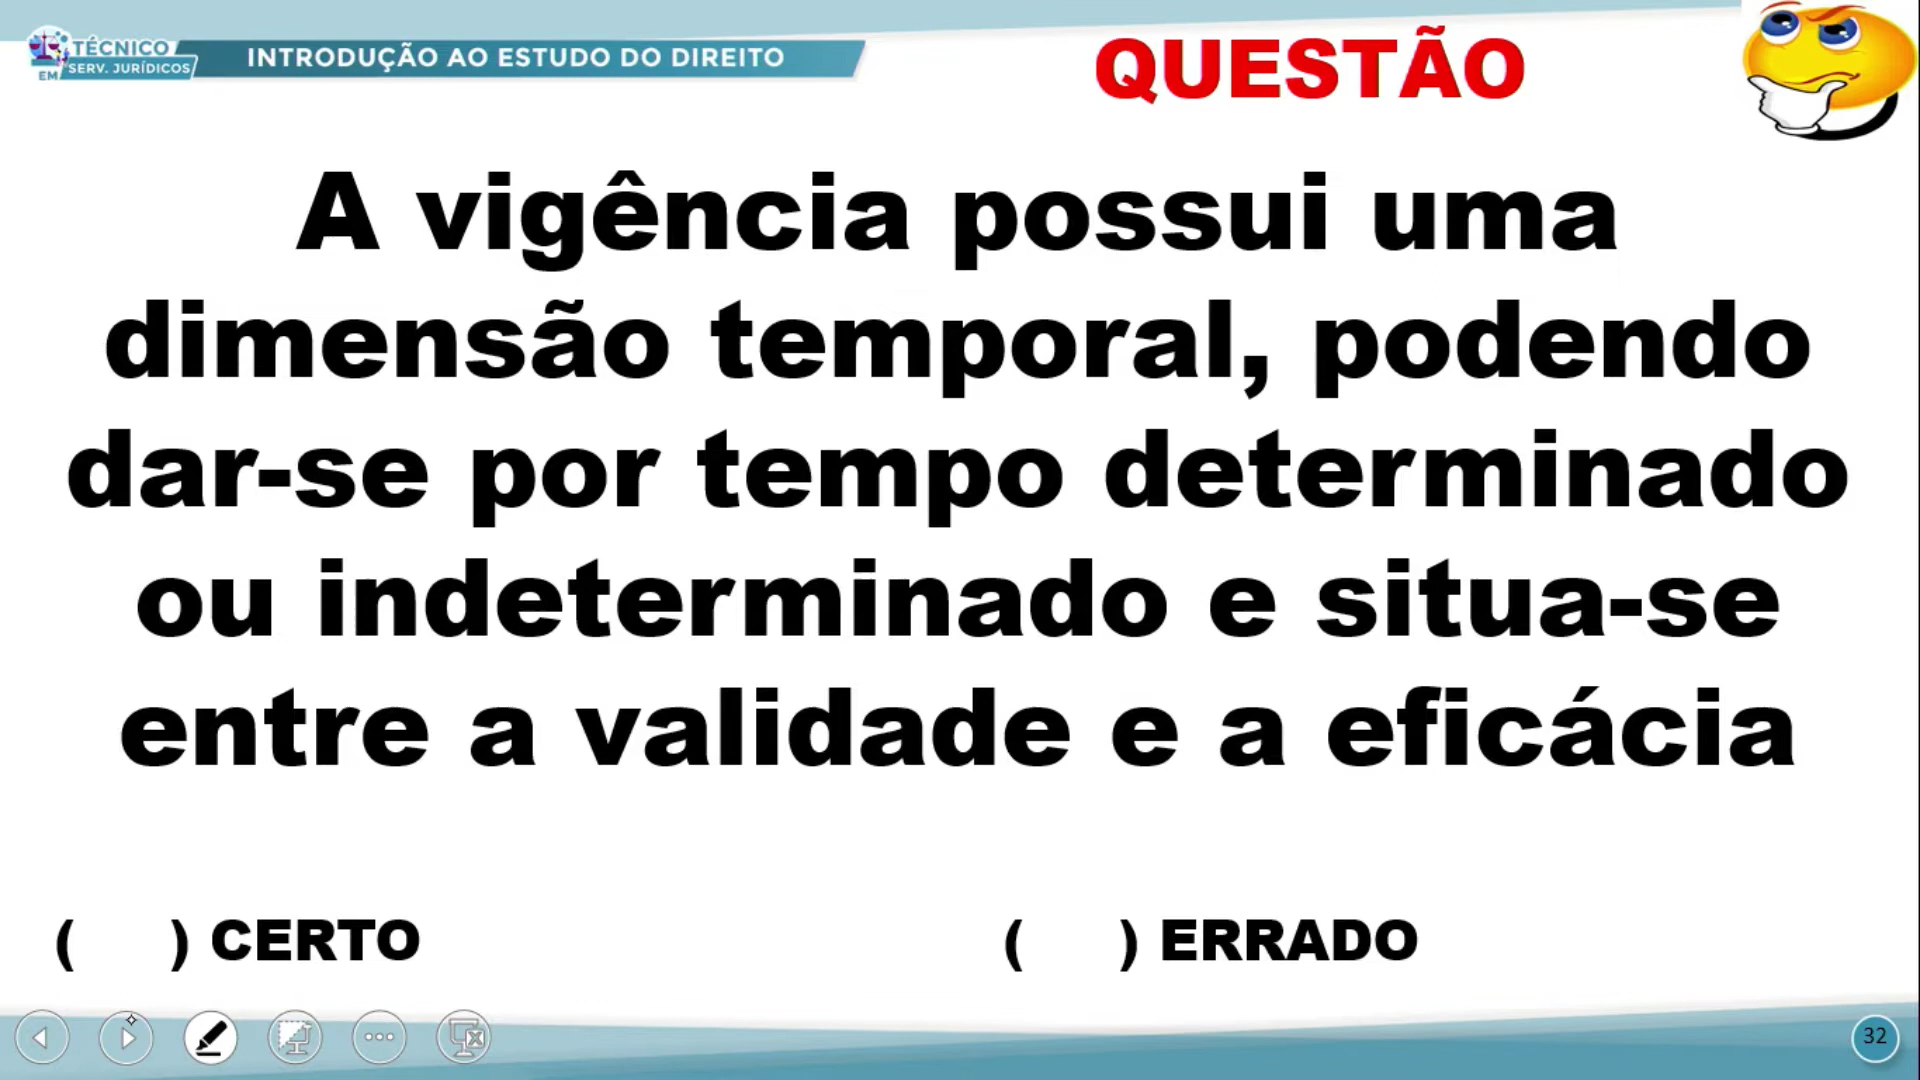 TÉCNICO
EM SERV. JURÍDICOS
INTRODUÇÃO AO ESTUDO DO DIREITO
QUESTÃO
A vigência possui uma
dimensão temporal, podendo
dar-se por tempo determinado
ou indeterminado e situa-se
entre a validade e a eficácia
( ) CERTO
( ) ERRADO
32